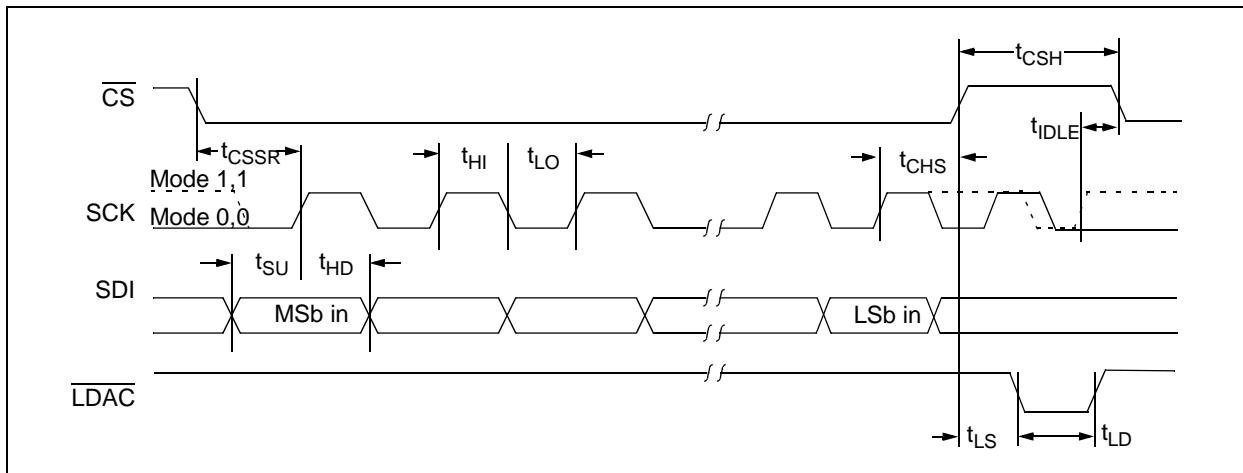 tCSH
CS
tIDLE
tCSSR
tHI
tLO
tCHS
Mode 1,1
SCK
Mode 0,0
tSU
tHD
SDI
MSb in
LSb in
LDAC
tLS
tLD